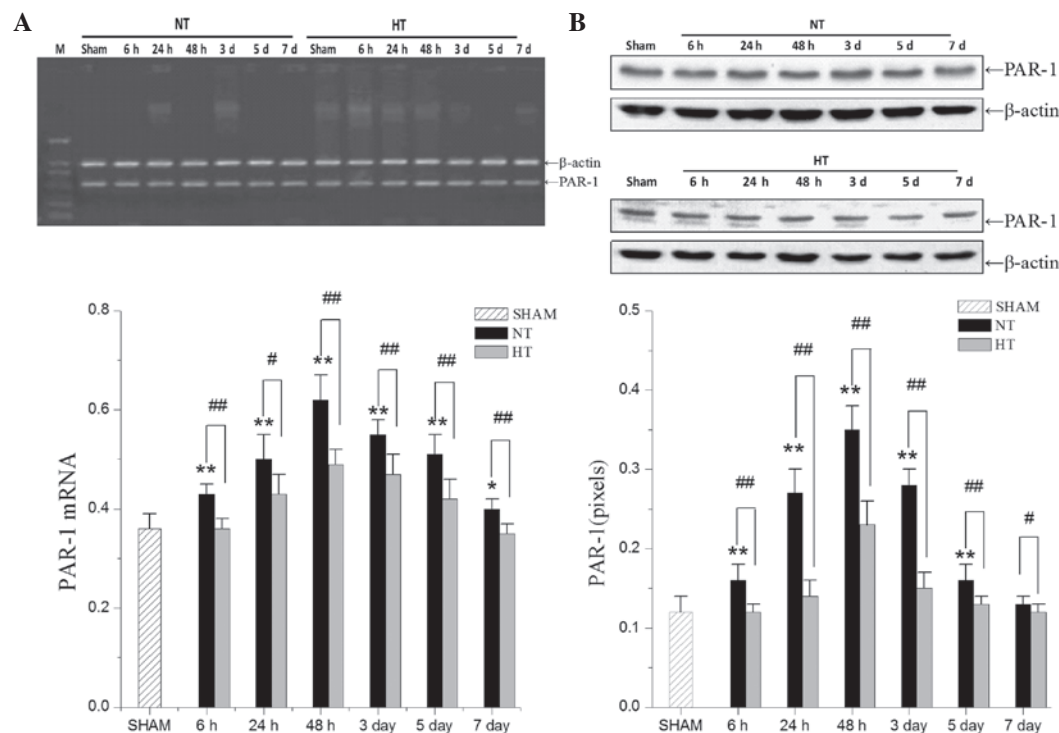 A
NT HT
M Sham 6 h 24 h 48 h 3 d 5 d 7 d Sham 6 h 24 h 48 h 3 d 5 d 7 d
←β-actin
←PAR-1
B
NT
Sham 6 h 24 h 48 h 3 d 5 d 7 d
←PAR-1
←β-actin
HT
Sham 6 h 24 h 48 h 3 d 5 d 7 d
←PAR-1
←β-actin
PAR-1 mRNA
0.8
0.6
0.4
0.2
0.0
SHAM
NT
HT
** ##
** #
** ##
** ##
** ##
* ##
SHAM 6 h 24 h 48 h 3 day 5 day 7 day
PAR-1(pixels)
0.5
0.4
0.3
0.2
0.1
0.0
SHAM
NT
HT
** ##
** ##
** ##
** ##
** ##
#
SHAM 6 h 24 h 48 h 3 day 5 day 7 day